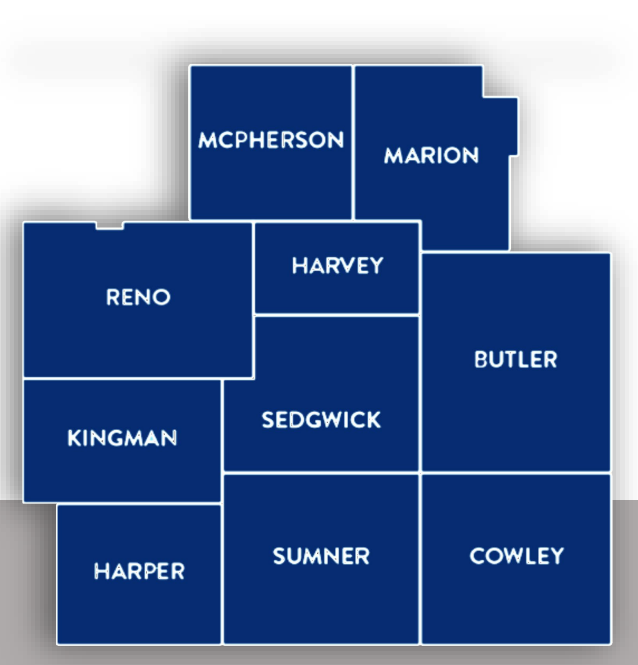 MCPHERSON
MARION
HARVEY
RENO
BUTLER
SEDGWICK
KINGMAN
HARPER
SUMNER
COWLEY